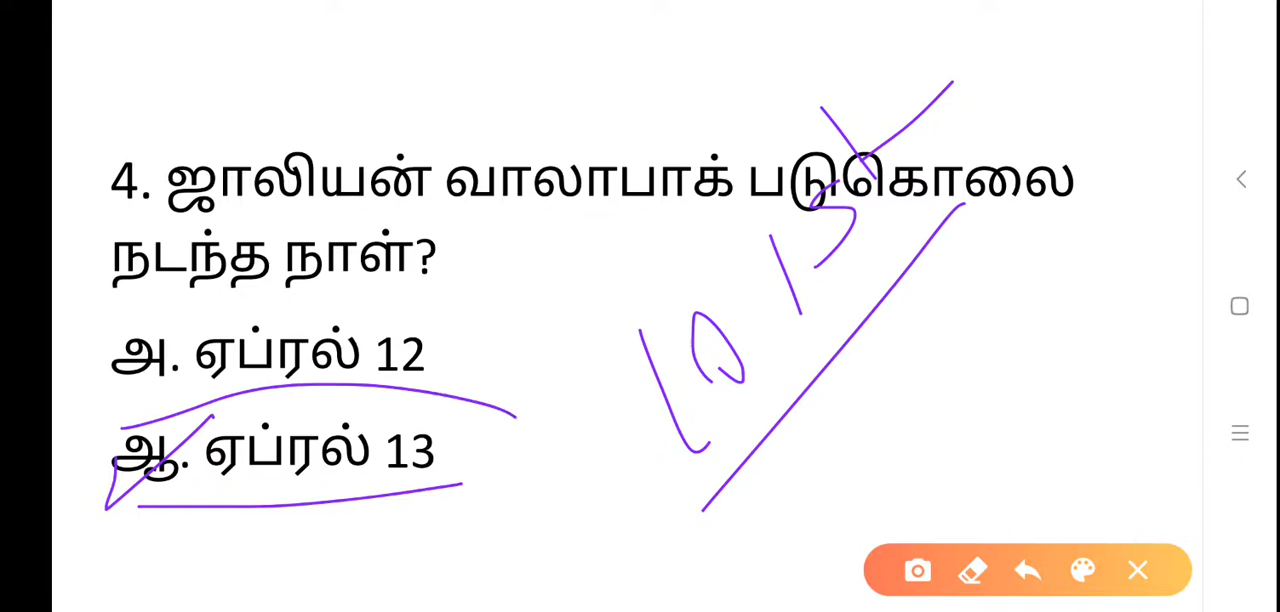 4. ஜாலியன் வாலாபாக் படுகொலை
நடந்த நாள்?
அ. ஏப்ரல் 12
ஆ. ஏப்ரல் 13